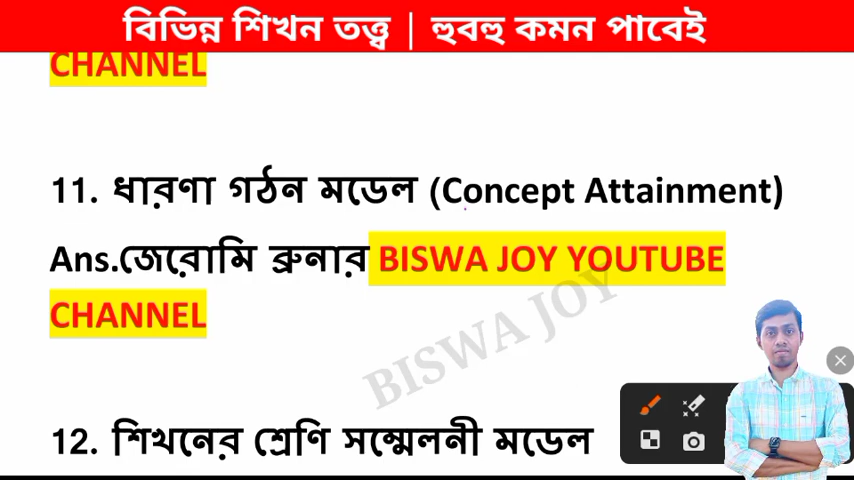 বিভিন্ন শিখন তত্ত্ব | হুবহু কমন পাবেই
CHANNEL
11. ধারণা গঠন মডেল (Concept Attainment)
Ans.জেরোমি ব্রুনার BISWA JOY YOUTUBE
CHANNEL
BISWA JOY
12. শিখনের শ্রেণি সম্মেলনী মডেল